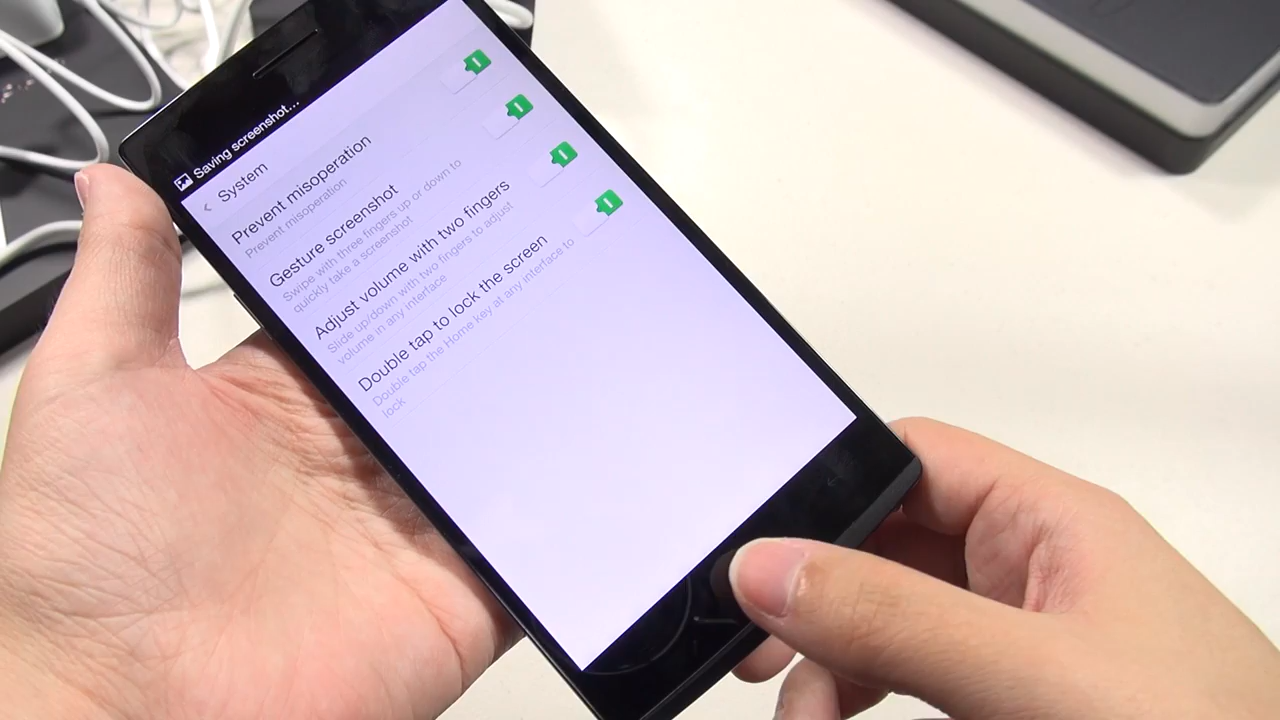 Saving screenshot...
System
Prevent misoperation
Prevent misoperation
Gesture screenshot
Swipe with three fingers up or down to
quickly take a screenshot
Adjust volume with two fingers
Slide up/down with two fingers to adjust
volume in any interface
Double tap to lock the screen
Double tap the Home key at any interface to
lock